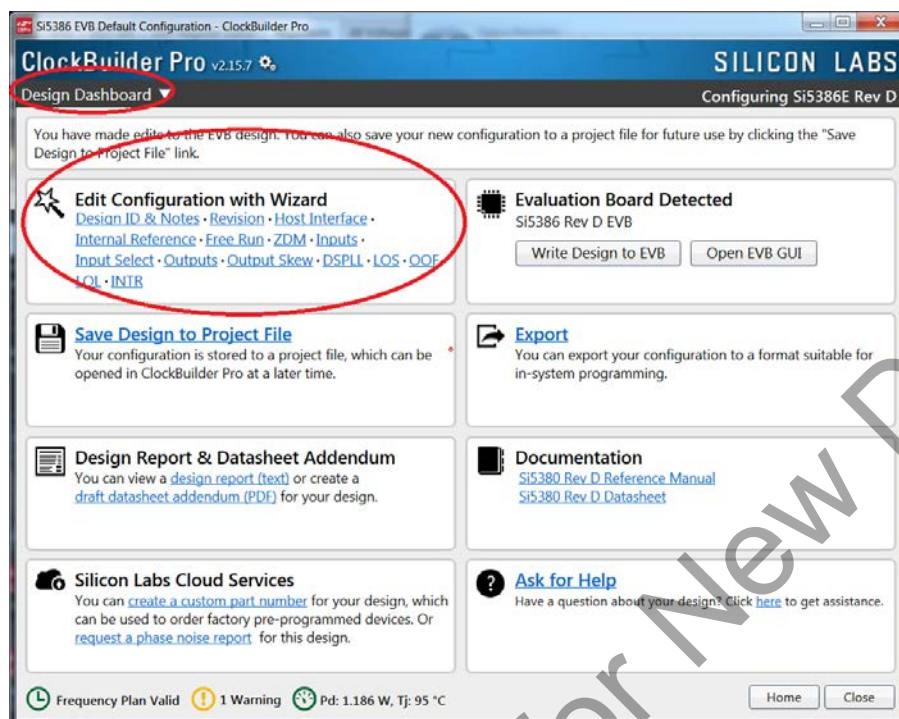 Si5386 EVB Default Configuration - ClockBuilder Pro
ClockBuilder Pro v2.15.7
SILICON LABS
Design Dashboard ▼
Configuring Si5386E Rev D
You have made edits to the EVB design. You can also save your new configuration to a project file for future use by clicking the "Save
Design to Project File" link.
Edit Configuration with Wizard
Design ID & Notes · Revision · Host Interface ·
Internal Reference · Free Run · ZDM · Inputs ·
Input Select · Outputs · Output Skew · DSPLL · LOS · OOF ·
LOL · INTR
Evaluation Board Detected
Si5386 Rev D EVB
Write Design to EVB
Open EVB GUI
Save Design to Project File
Your configuration is stored to a project file, which can be
opened in ClockBuilder Pro at a later time.
Export
You can export your configuration to a format suitable for
in-system programming.
Design Report & Datasheet Addendum
You can view a design report (text) or create a
draft datasheet addendum (PDF) for your design.
Documentation
Si5380 Rev D Reference Manual
Si5380 Rev D Datasheet
Silicon Labs Cloud Services
You can create a custom part number for your design, which
can be used to order factory pre-programmed devices. Or
request a phase noise report for this design.
Ask for Help
Have a question about your design? Click here to get assistance.
Frequency Plan Valid
1 Warning
Pd: 1.186 W, Tj: 95 °C
Home
Close
for New D